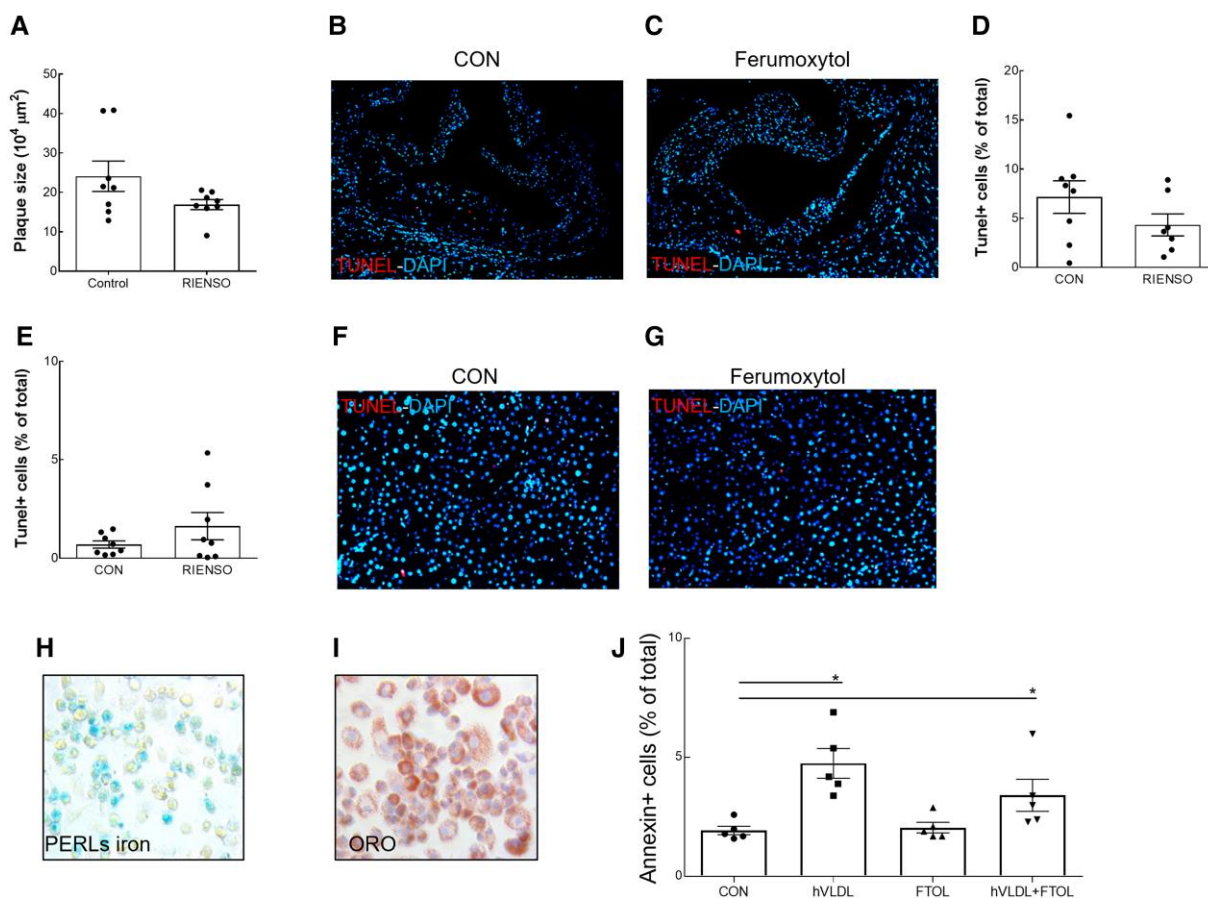 A
Plaque size (10⁴ μm²)
50
40
30
20
10
0
Control RIENSO
B
CON
TUNEL-DAPI
C
Ferumoxytol
TUNEL-DAPI
D
Tunel+ cells (% of total)
20
15
10
5
0
CON RIENSO
E
Tunel+ cells (% of total)
10
5
0
CON RIENSO
F
CON
TUNEL-DAPI
G
Ferumoxytol
TUNEL-DAPI
H
PERLs iron
I
ORO
J
Annexin+ cells (% of total)
10
5
0
* *
CON hVLDL FTOL hVLDL+FTOL